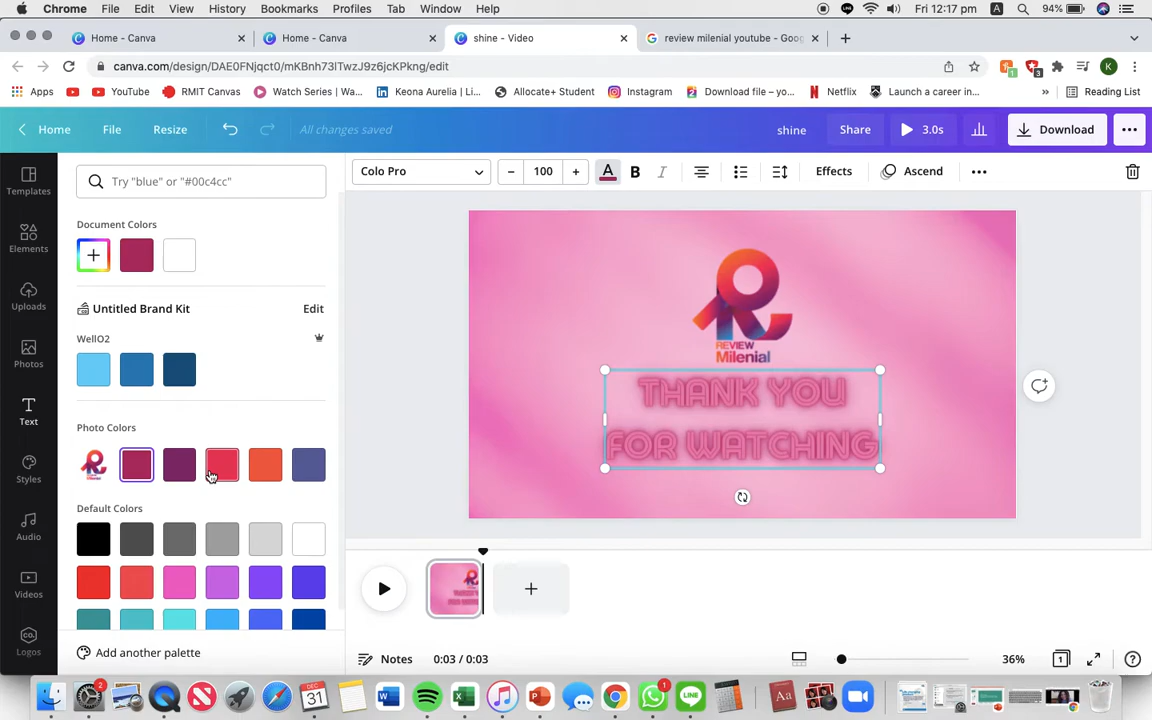 Chrome File Edit View History Bookmarks Profiles Tab Window Help Fri 12:17 pm A 94%
Home - Canva Home - Canva shine - Video review milenial youtube - Goog
canva.com/design/DAE0FNjqct0/mKBnh73lTwzJ9z6jcKPkng/edit
Apps YouTube RMIT Canvas Watch Series | Wa... Keona Aurelia | Li... Allocate+ Student Instagram Download file – yo... Netflix Launch a career in... » Reading List
Home File Resize All changes saved shine Share 3.0s Download
Templates
Elements
Uploads
Photos
Text
Styles
Audio
Videos
Logos
Try "blue" or "#00c4cc"
Document Colors
Untitled Brand Kit Edit
WellO2
Photo Colors
Default Colors
Add another palette
Colo Pro – 100 + A B I Effects Ascend
REVIEW
Milenial
THANK YOU
FOR WATCHING
Notes 0:03 / 0:03 36% 1